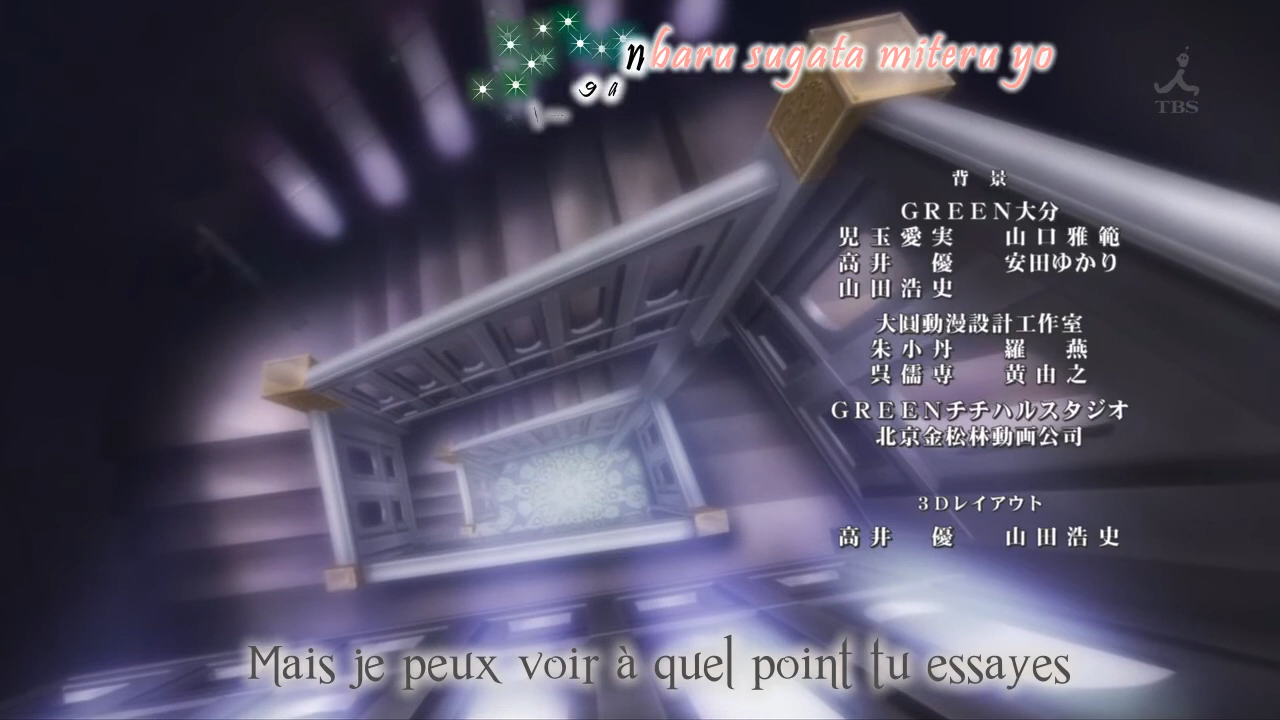 nbaru sugata miteru yo
g a
TBS
背 景
GREEN大分
児玉愛実 山口雅範
高井 優 安田ゆかり
山田浩史
大圓動漫設計工作室
朱小丹 羅 燕
呉儒専 黄由之
GREENチチハルスタジオ
北京金松林動画公司
3Dレイアウト
高井 優 山田浩史
Mais je peux voir à quel point tu essayes